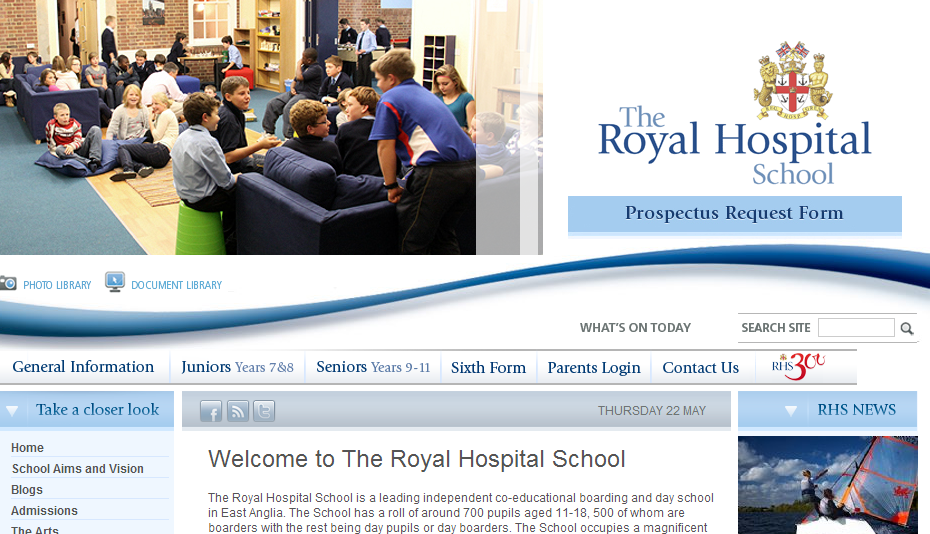 The
Royal Hospital
School
Prospectus Request Form
PHOTO LIBRARY
DOCUMENT LIBRARY
WHAT'S ON TODAY
SEARCH SITE
General Information
Juniors Years 7&8
Seniors Years 9-11
Sixth Form
Parents Login
Contact Us
RHS300
Take a closer look
THURSDAY 22 MAY
RHS NEWS
Home
School Aims and Vision
Blogs
Admissions
The Arts
Welcome to The Royal Hospital School
The Royal Hospital School is a leading independent co-educational boarding and day school
in East Anglia. The School has a roll of around 700 pupils aged 11-18, 500 of whom are
boarders with the rest being day pupils or day boarders. The School occupies a magnificent